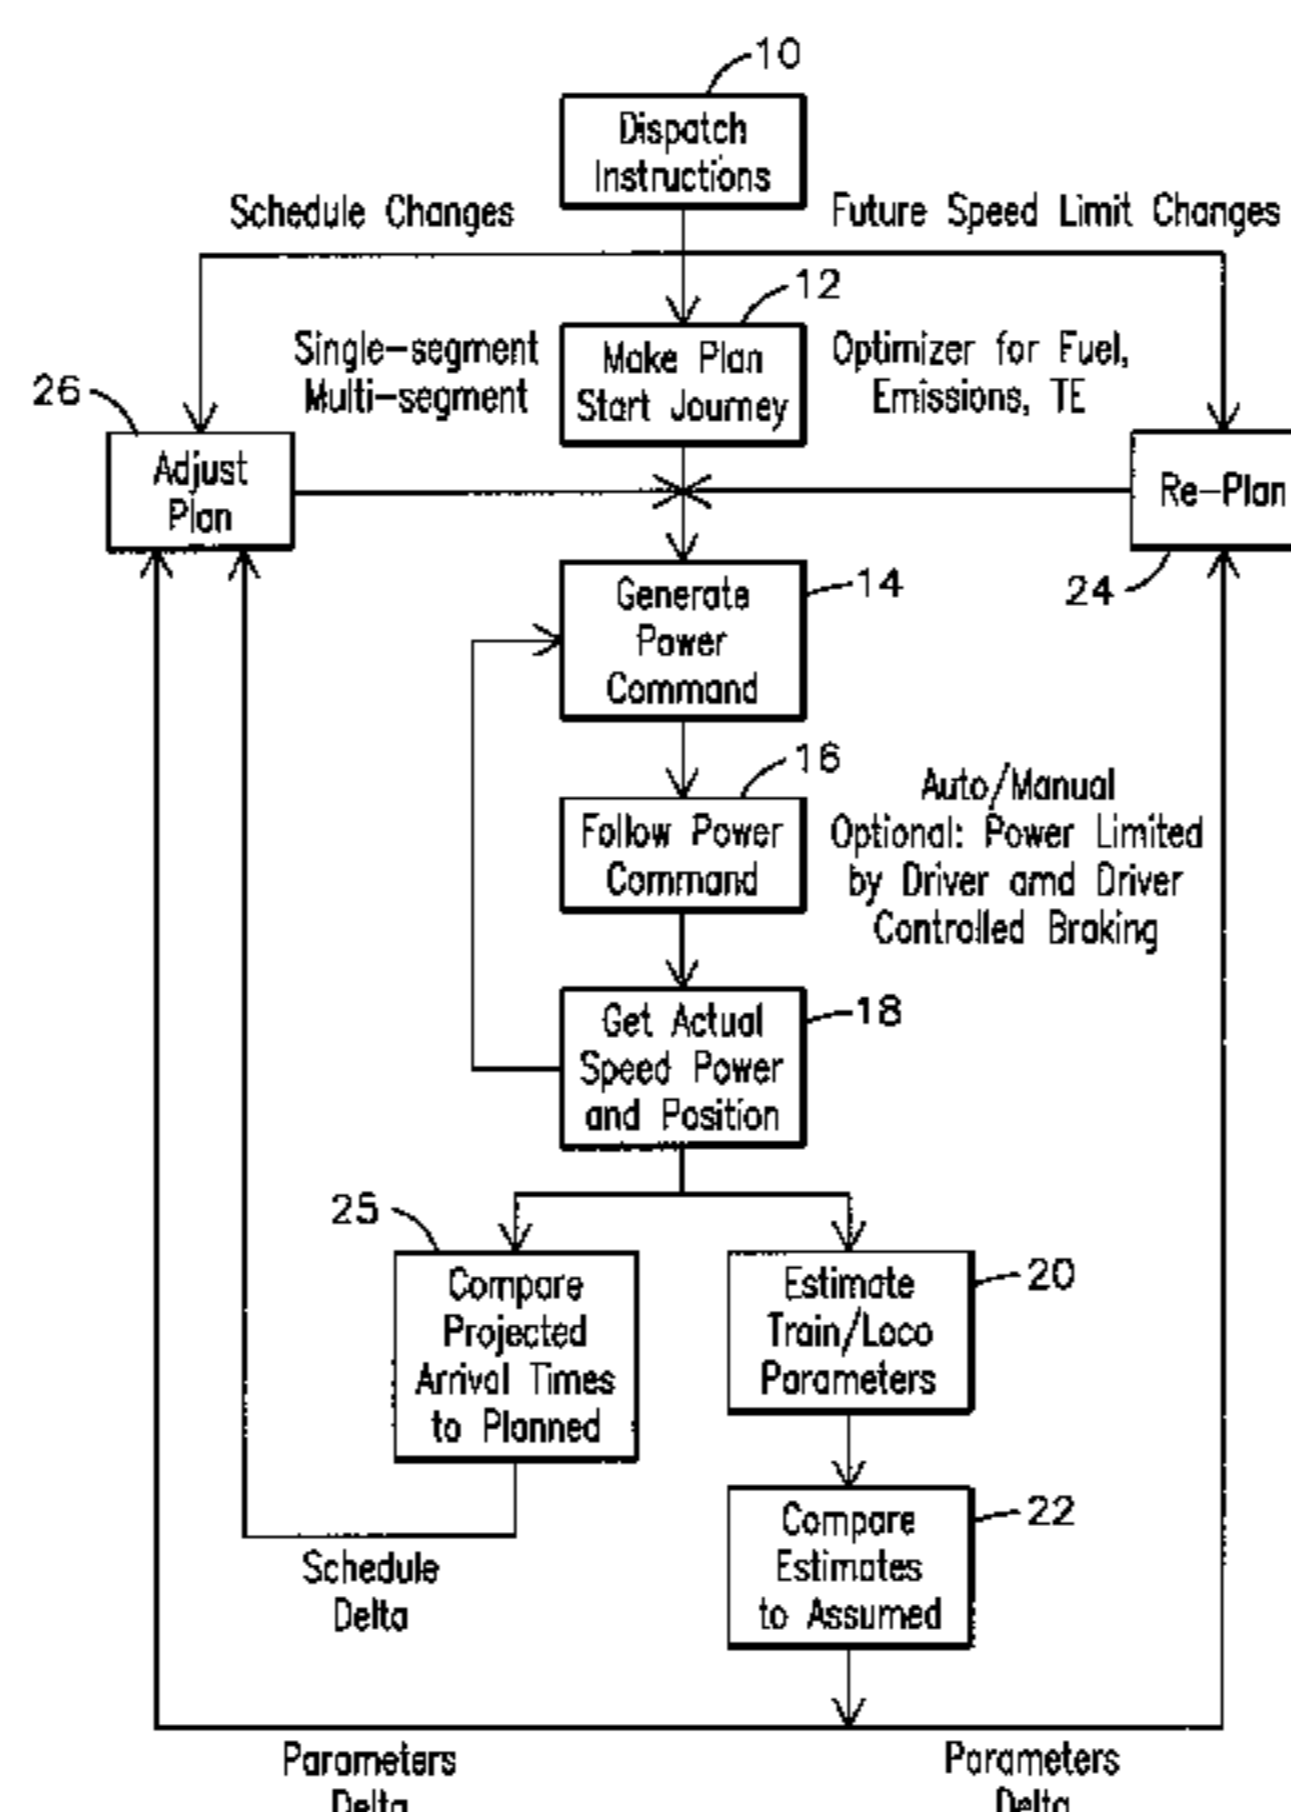 10
Dispatch
Instructions
Schedule Changes
Future Speed Limit Changes
12
Single-segment
Multi-segment
Make Plan
Start Journey
Optimizer for Fuel,
Emissions, TE
26
Adjust
Plan
Re-Plan
24
Generate
Power
Command
14
16
Follow Power
Command
Auto/Manual
Optional: Power Limited
by Driver amd Driver
Controlled Braking
Get Actual
Speed Power
and Position
18
25
Compare
Projected
Arrival Times
to Planned
Estimate
Train/Loco
Parameters
20
Compare
Estimates
to Assumed
22
Schedule
Delta
Parameters
Delta
Parameters
Delta